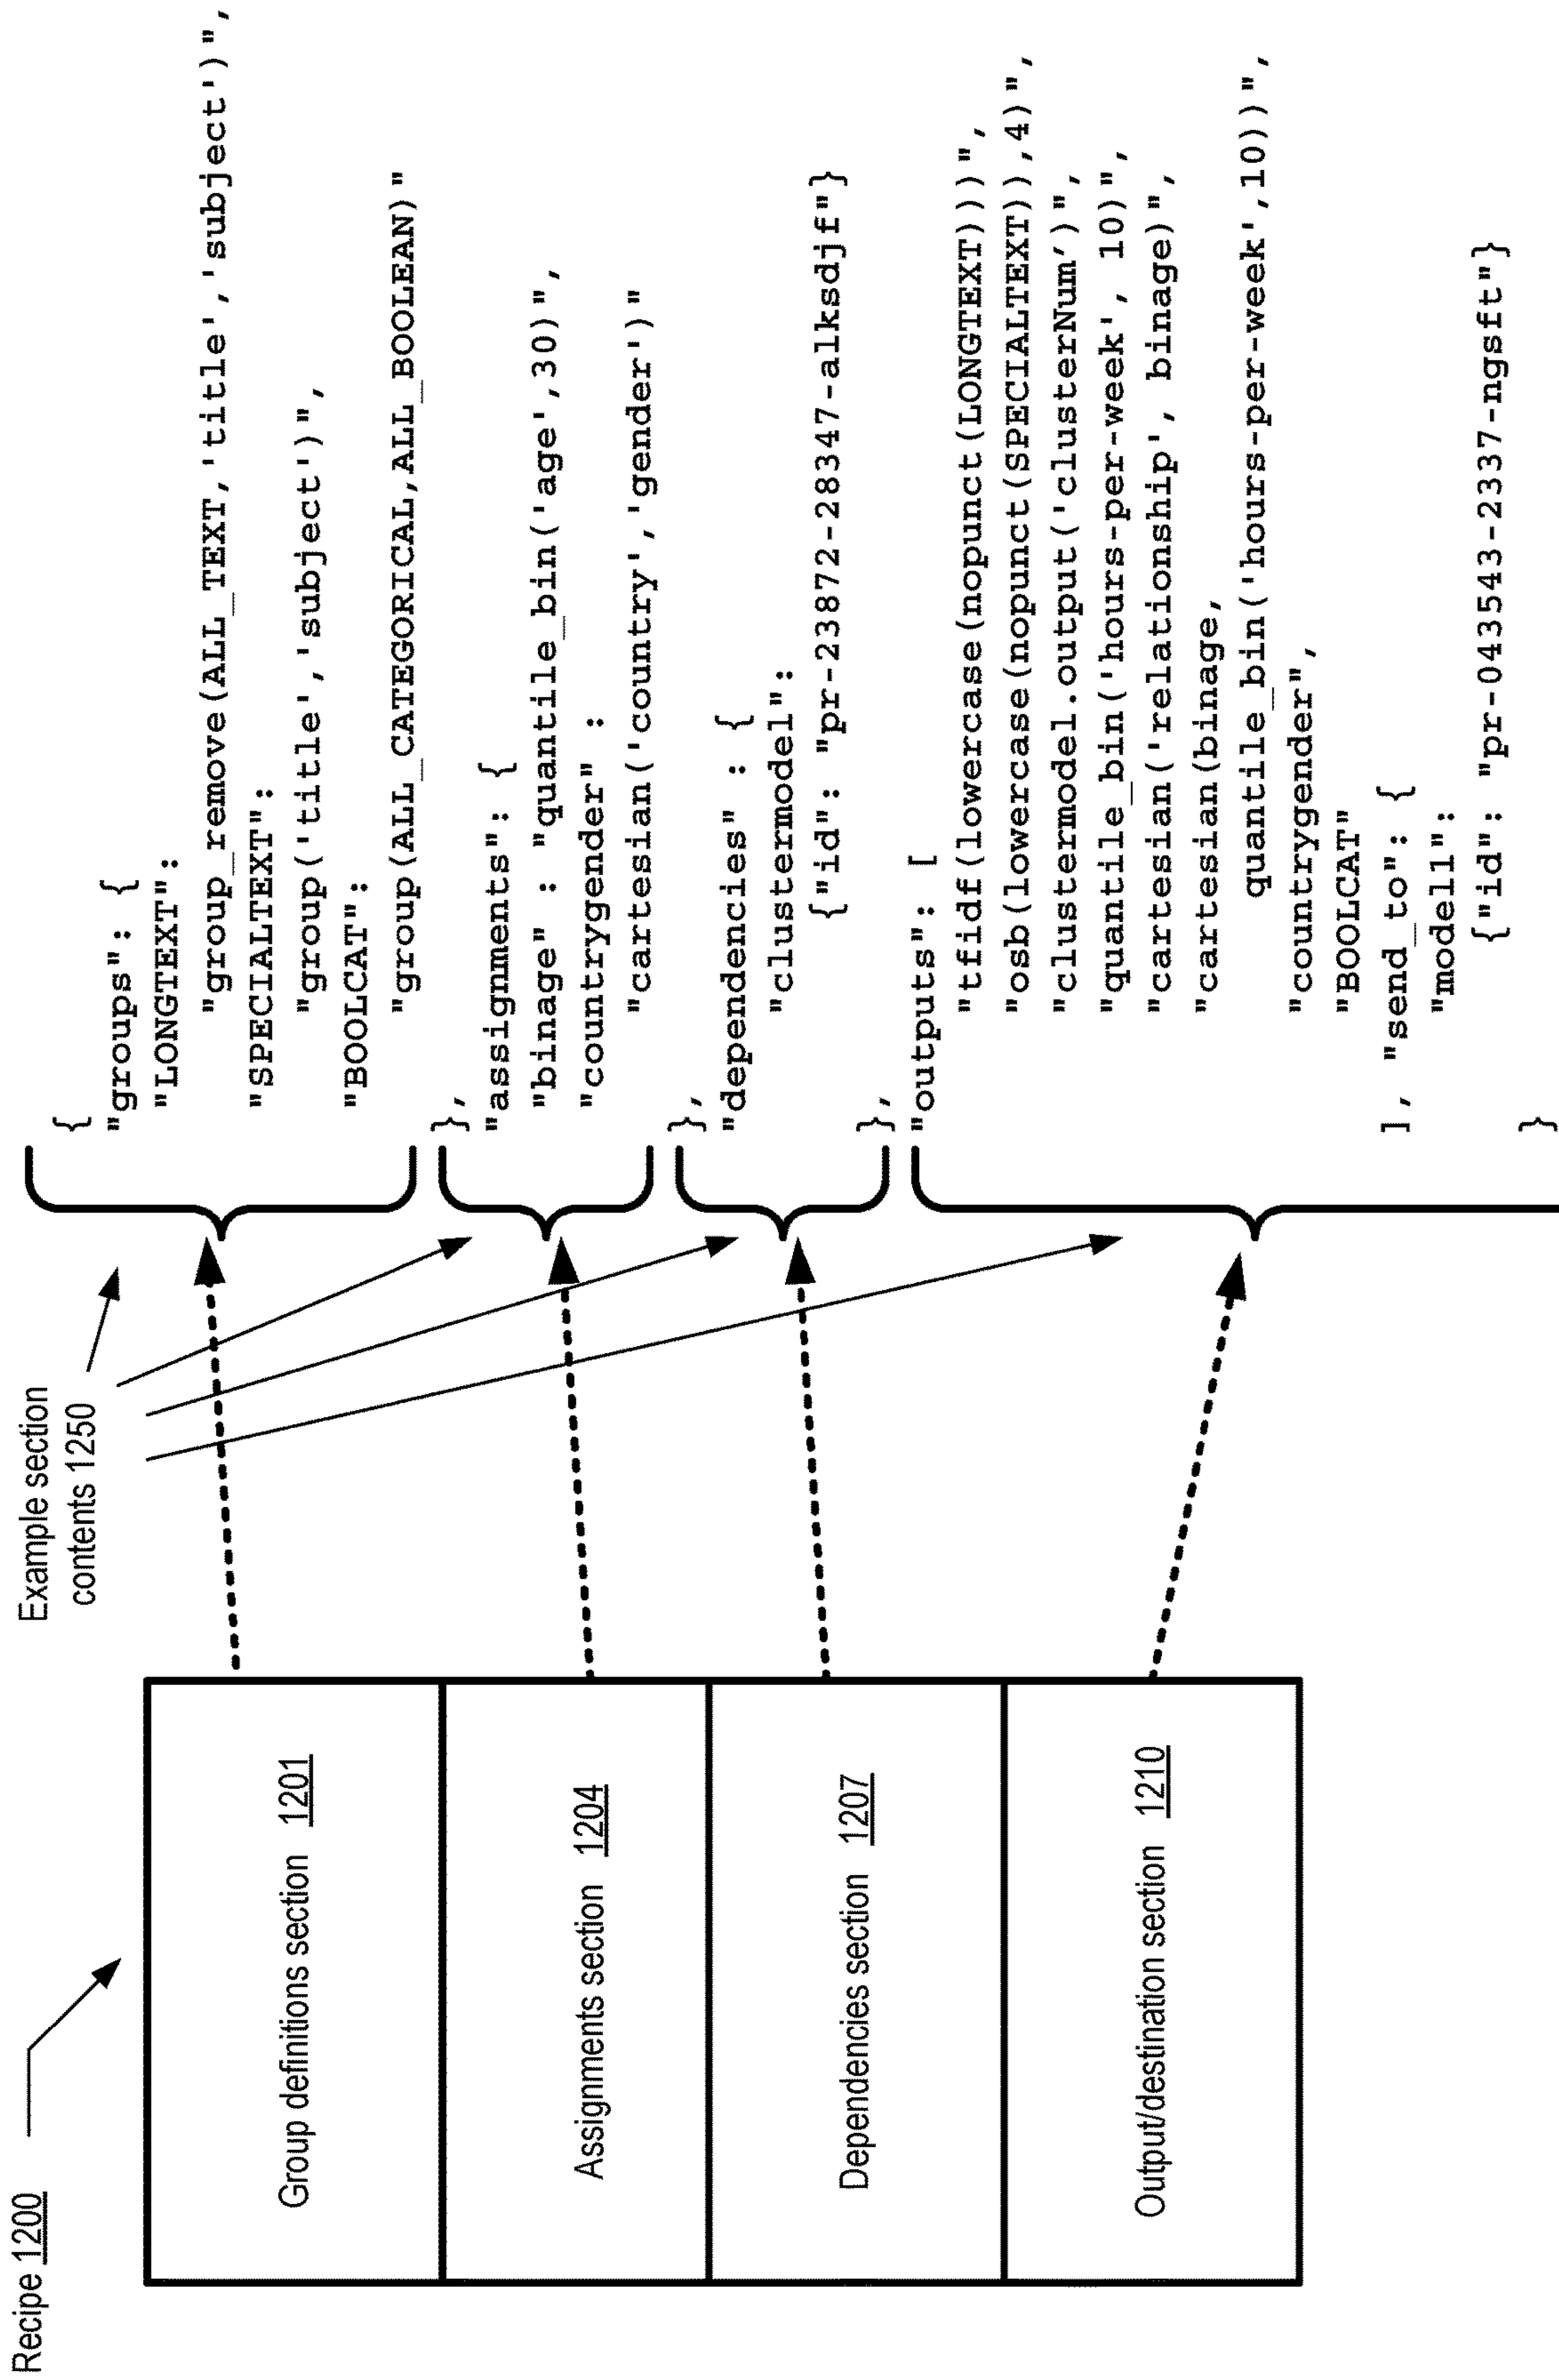 Recipe 1200
Group definitions section 1201
Assignments section 1204
Dependencies section 1207
Output/destination section 1210
Example section
contents 1250
{
"groups": {
"LONGTEXT":
"group_remove(ALL_TEXT,'title','subject')",
"SPECIALTEXT":
"group('title','subject')",
"BOOLCAT":
"group(ALL_CATEGORICAL,ALL_BOOLEAN)"
},
"assignments": {
"binage" : "quantile_bin('age',30)",
"countrygender" :
"cartesian('country','gender')"
},
"dependencies" : {
"clustermodel":
{"id": "pr-23872-28347-alksdjf"}
},
"outputs": [
"tfidf(lowercase(nopunct(LONGTEXT)))",
"osb(lowercase(nopunct(SPECIALTEXT)),4)",
"clustermodel.output('clusterNum’)",
"quantile_bin('hours-per-week', 10)",
"cartesian('relationship', binage)",
"cartesian(binage,
quantile_bin('hours-per-week',10))",
"countrygender",
"BOOLCAT"
], "send_to": {
"model1":
{"id": "pr-043543-2337-ngsft"}
}